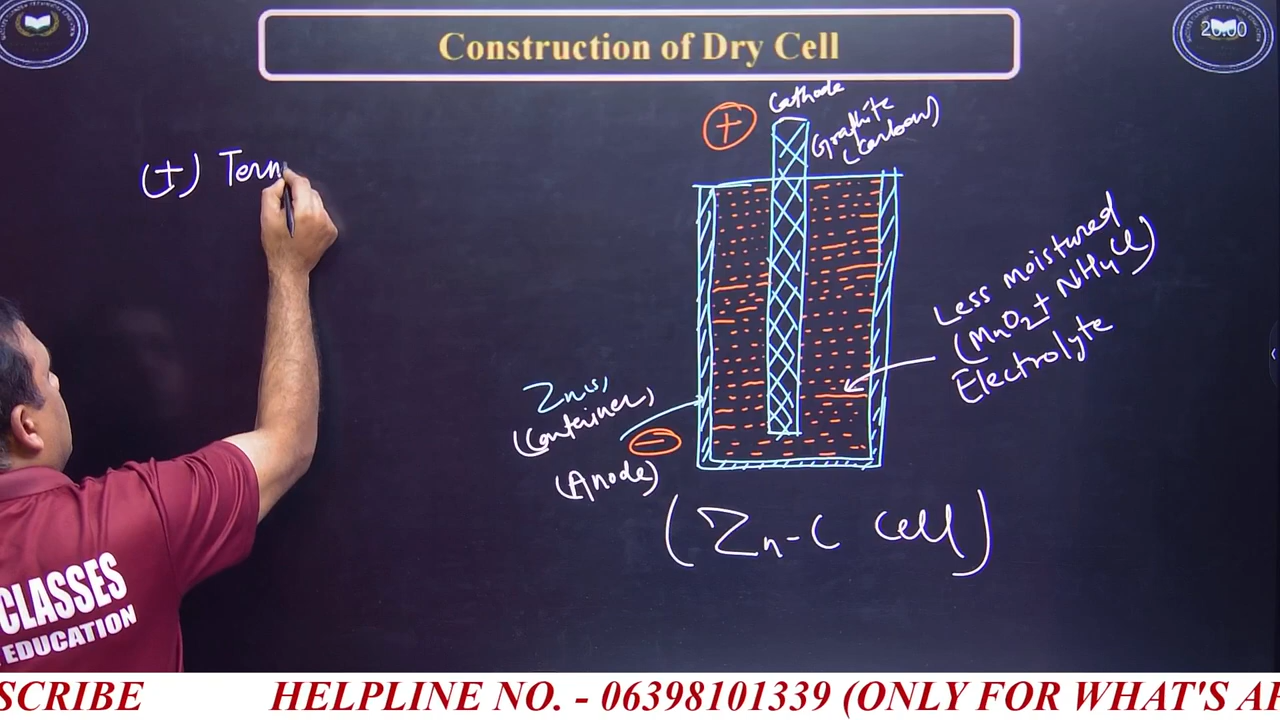 Construction of Dry Cell
20:00
(+) Term
+
Cathode
Graphite
(carbon)
Less moistured
(MnO2 + NH4Cl)
Electrolyte
Zn(s)
(Container)
−
(Anode)
(Zn-C Cell)
CLASSES
EDUCATION
SCRIBE HELPLINE NO. - 06398101339 (ONLY FOR WHAT'S AP